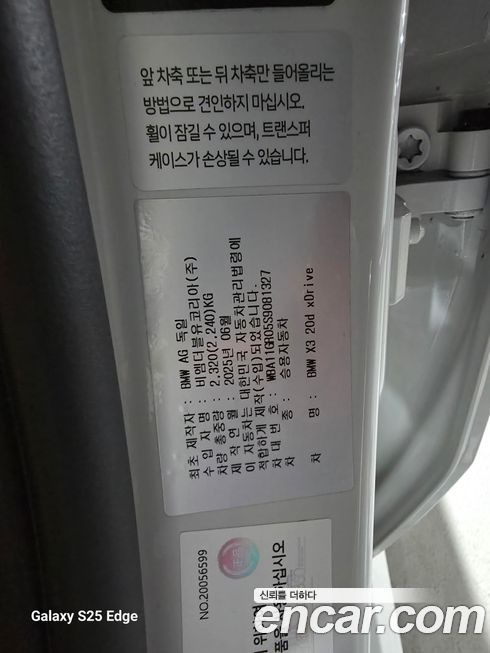 앞 차축 또는 뒤 차축만 들어올리는
방법으로 견인하지 마십시오.
휠이 잠길 수 있으며, 트랜스퍼
케이스가 손상될 수 있습니다.
최초 제작자 : BMW AG 독일
수 입 자 명 : 비엠더블유코리아(주)
차량 총중량 : 2,320(2,240)KG
제 작 연 월 : 2025년 06월
이 자동차는 대한민국 자동차관리법령에
적합하게 제작(수입)되었습니다.
차 대 번 호 : WBA11GR05S9081327
차 종 : 승용자동차
차 명 : BMW X3 20d xDrive
NO.20056599
신뢰를 더하다
encar.com
Galaxy S25 Edge